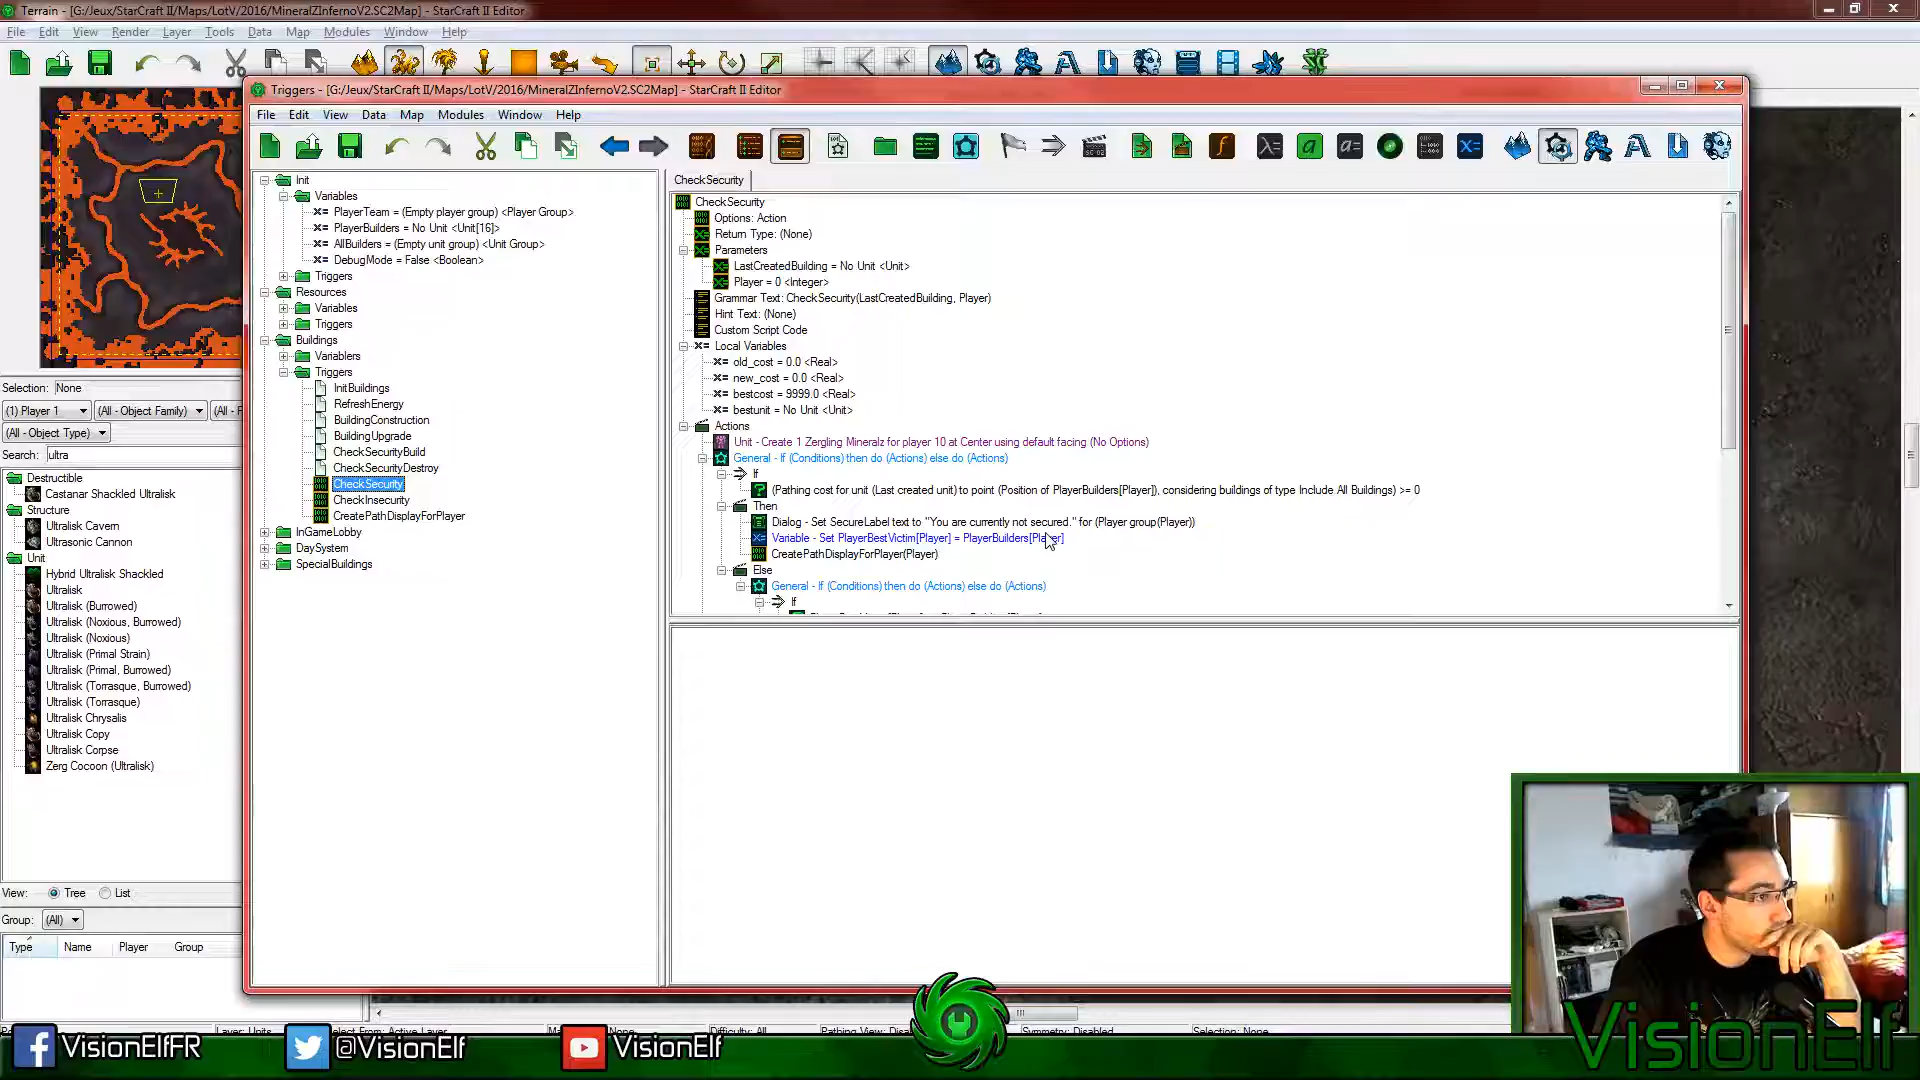 Terrain - [G:/Jeux/StarCraft II/Maps/LotV/2016/MineralZInfernoV2.SC2Map] - StarCraft II Editor
File Edit View Render Layer Tools Data Map Modules Window Help
Triggers - [G:/Jeux/StarCraft II/Maps/LotV/2016/MineralZInfernoV2.SC2Map] - StarCraft II Editor
File Edit View Data Map Modules Window Help
Init
Variables
PlayerTeam = (Empty player group) <Player Group>
PlayerBuilders = No Unit <Unit[16]>
AllBuilders = (Empty unit group) <Unit Group>
DebugMode = False <Boolean>
Triggers
Resources
Variables
Triggers
Buildings
Variablers
Triggers
InitBuildings
RefreshEnergy
BuildingConstruction
BuildingUpgrade
CheckSecurityBuild
CheckSecurityDestroy
CheckSecurity
CheckInsecurity
CreatePathDisplayForPlayer
InGameLobby
DaySystem
SpecialBuildings
CheckSecurity
CheckSecurity
Options: Action
Return Type: (None)
Parameters
LastCreatedBuilding = No Unit <Unit>
Player = 0 <Integer>
Grammar Text: CheckSecurity(LastCreatedBuilding, Player)
Hint Text: (None)
Custom Script Code
Local Variables
old_cost = 0.0 <Real>
new_cost = 0.0 <Real>
bestcost = 9999.0 <Real>
bestunit = No Unit <Unit>
Actions
Unit - Create 1 Zergling Mineralz for player 10 at Center using default facing (No Options)
General - If (Conditions) then do (Actions) else do (Actions)
If
(Pathing cost for unit (Last created unit) to point (Position of PlayerBuilders[Player]), considering buildings of type Include All Buildings) >= 0
Then
Dialog - Set SecureLabel text to "You are currently not secured." for (Player group(Player))
Variable - Set PlayerBestVictim[Player] = PlayerBuilders[Player]
CreatePathDisplayForPlayer(Player)
Else
General - If (Conditions) then do (Actions) else do (Actions)
If
Selection: None
(1) Player 1 (All - Object Family) (All - F
(All - Object Type)
Search: ultra
Destructible
Castanar Shackled Ultralisk
Structure
Ultralisk Cavern
Ultrasonic Cannon
Unit
Hybrid Ultralisk Shackled
Ultralisk
Ultralisk (Burrowed)
Ultralisk (Noxious, Burrowed)
Ultralisk (Noxious)
Ultralisk (Primal Strain)
Ultralisk (Primal, Burrowed)
Ultralisk (Torrasque, Burrowed)
Ultralisk (Torrasque)
Ultralisk Chrysalis
Ultralisk Copy
Ultralisk Corpse
Zerg Cocoon (Ultralisk)
View: Tree List
Group: (All)
Type Name Player Group
VisionElfFR @VisionElf VisionElf
VisionElf